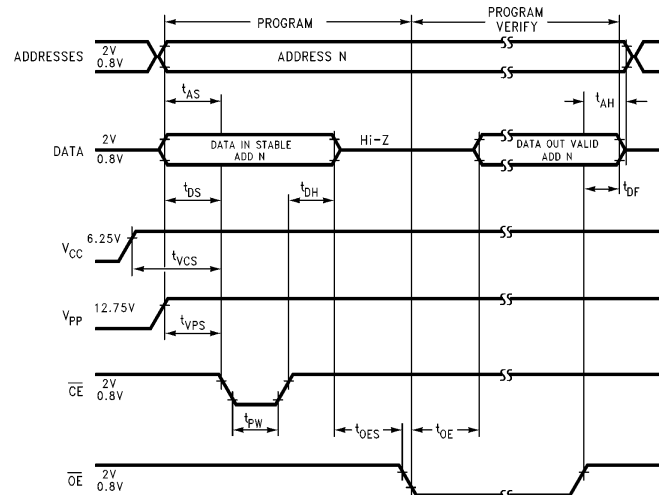 PROGRAM
PROGRAM
VERIFY
ADDRESSES
2V
0.8V
ADDRESS N
tAS
tAH
DATA
2V
0.8V
DATA IN STABLE
ADD N
Hi-Z
DATA OUT VALID
ADD N
tDS
tDH
tDF
VCC
6.25V
tVCS
VPP
12.75V
tVPS
CE
2V
0.8V
tPW
tOES
tOE
OE
2V
0.8V